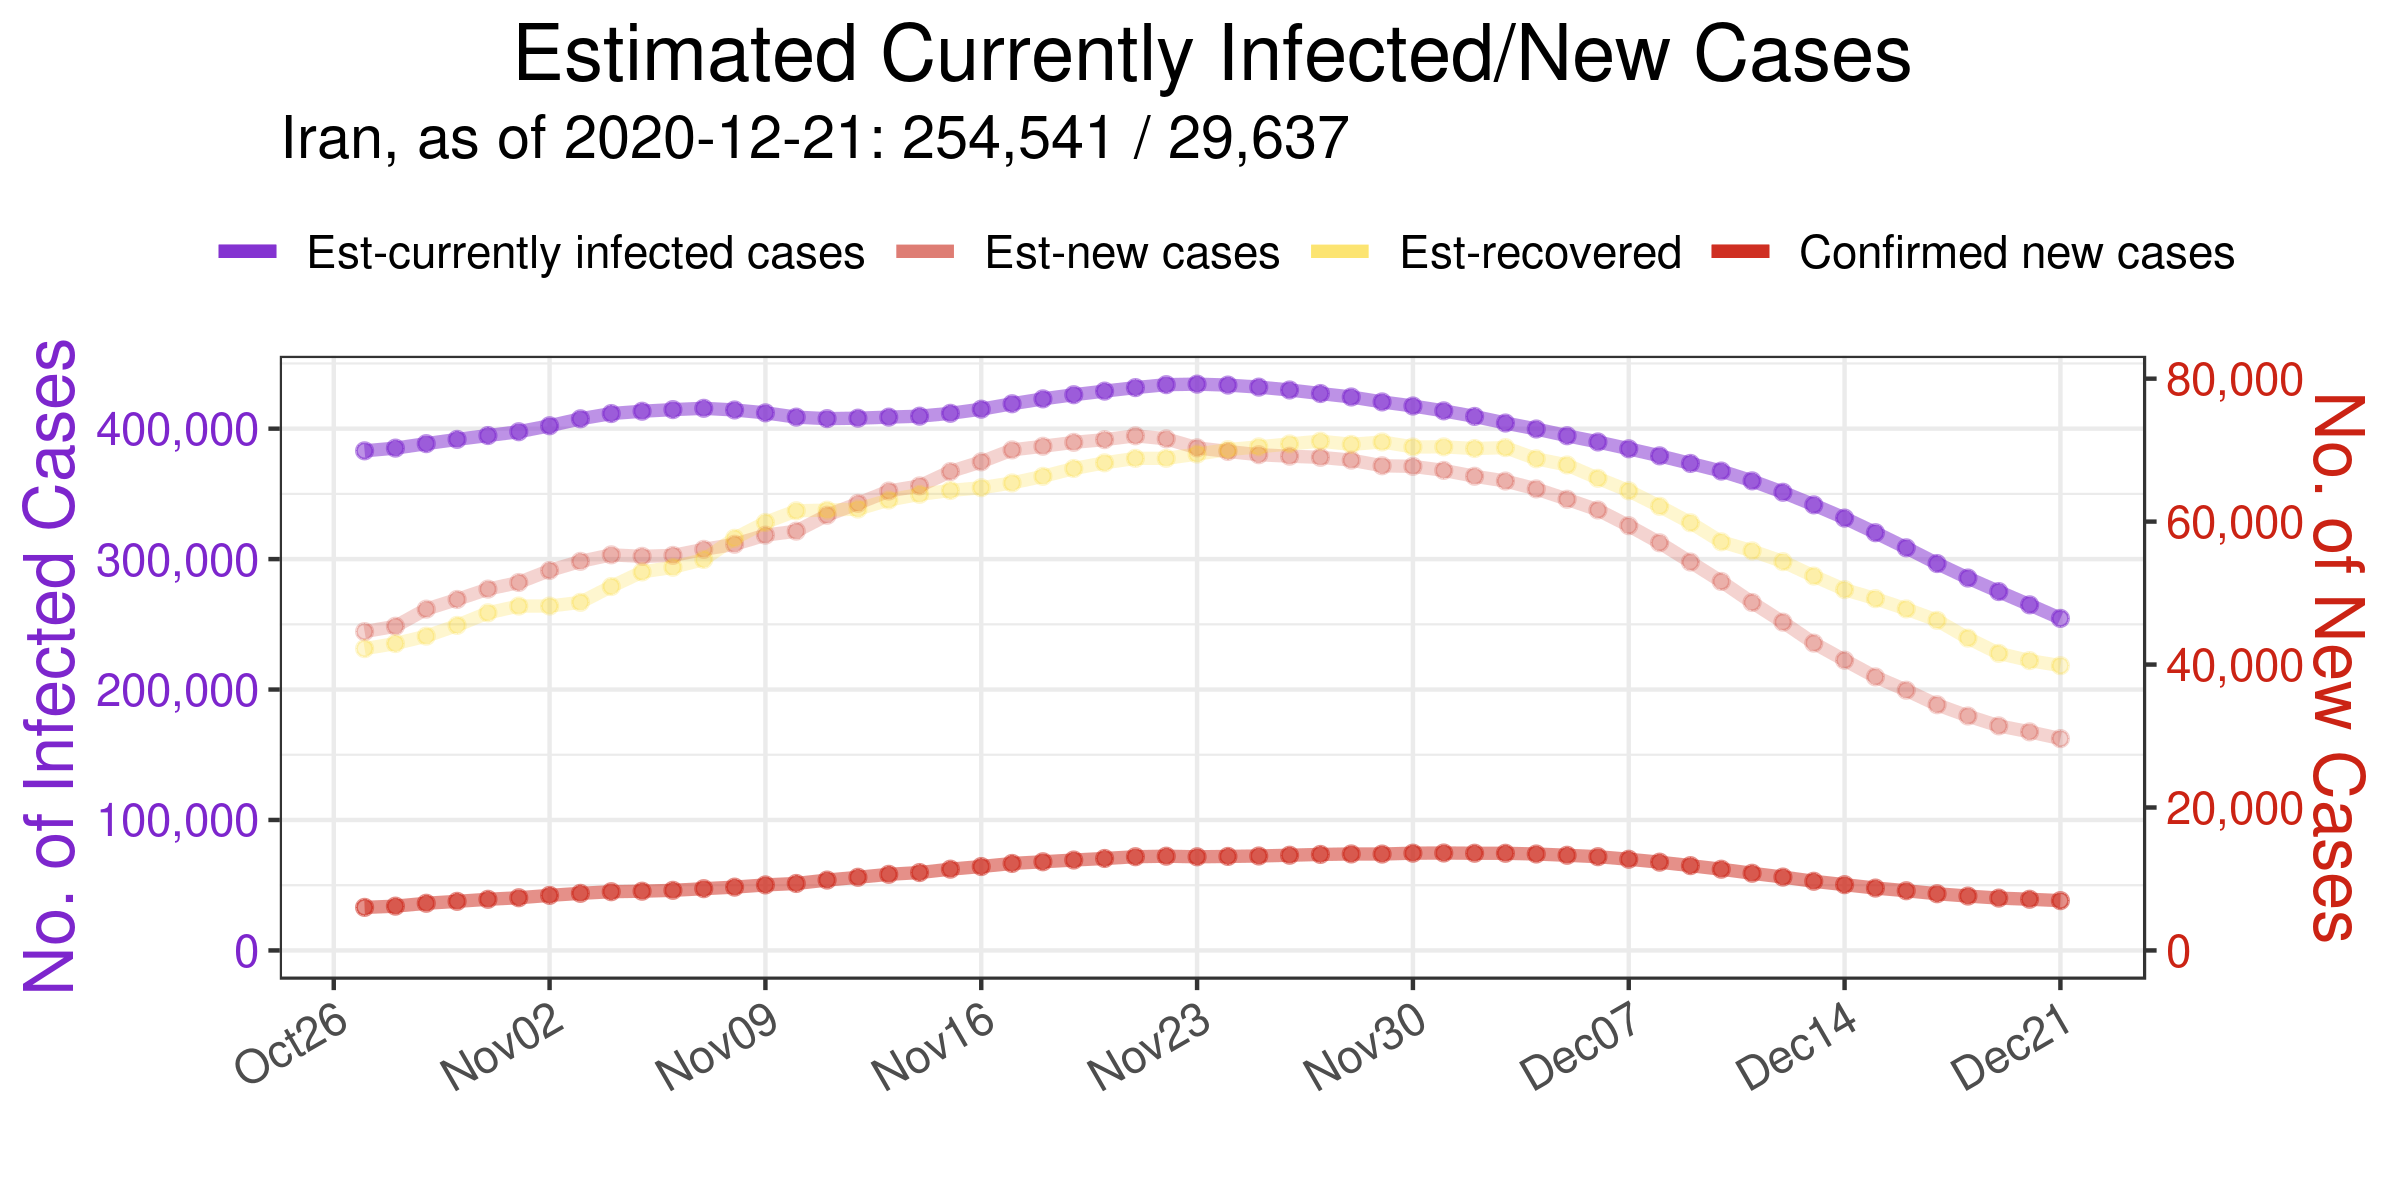 Estimated Currently Infected/New Cases
Iran, as of 2020-12-21: 254,541 / 29,637
Est-currently infected cases Est-new cases Est-recovered Confirmed new cases
No. of Infected Cases
400,000
300,000
200,000
100,000
0
80,000
60,000
40,000
20,000
0
No. of New Cases
Oct26 Nov02 Nov09 Nov16 Nov23 Nov30 Dec07 Dec14 Dec21